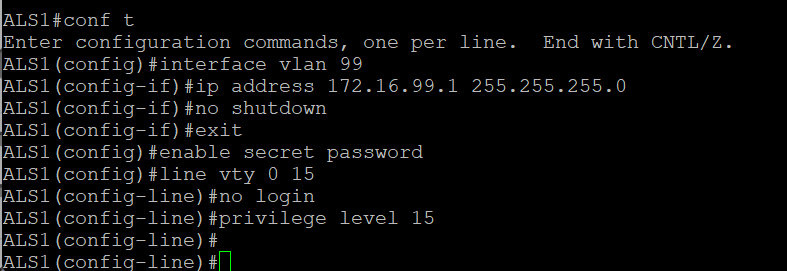 ALS1#conf t
Enter configuration commands, one per line.  End with CNTL/Z.
ALS1(config)#interface vlan 99
ALS1(config-if)#ip address 172.16.99.1 255.255.255.0
ALS1(config-if)#no shutdown
ALS1(config-if)#exit
ALS1(config)#enable secret password
ALS1(config)#line vty 0 15
ALS1(config-line)#no login
ALS1(config-line)#privilege level 15
ALS1(config-line)#
ALS1(config-line)#